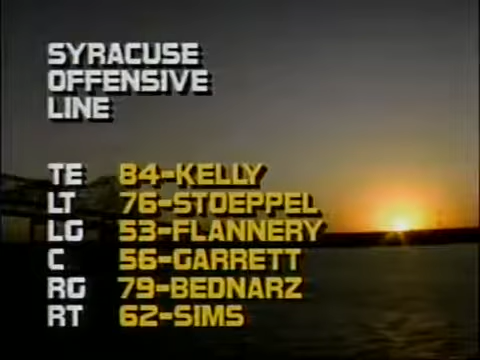 SYRACUSE
OFFENSIVE
LINE
TE 84-KELLY
LT 76-STOEPPEL
LG 53-FLANNERY
C 56-GARRETT
RG 79-BEDNARZ
RT 62-SIMS